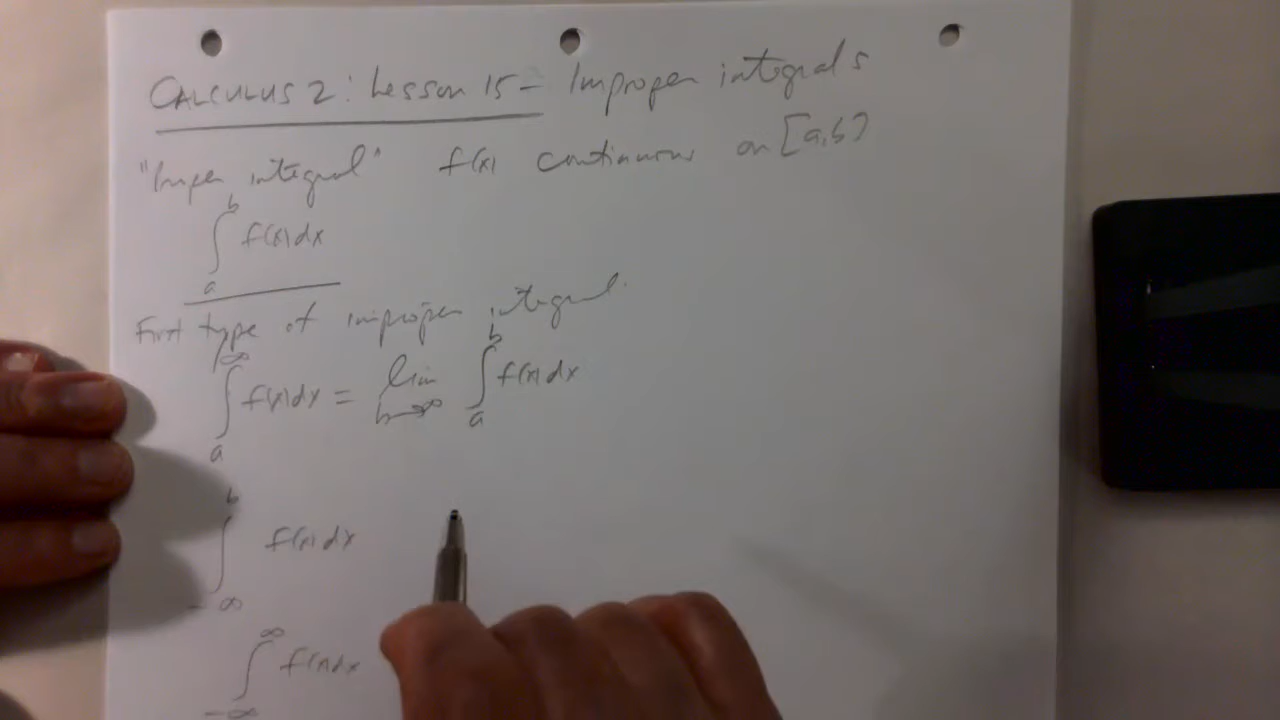 CALCULUS 2: Lesson 15 - Improper integrals
"Imper integral" f(x) continuous on [a,b]
∫_a^b f(x)dx
First type of improper integral.
∫_a^∞ f(x)dx = lim_{b→∞} ∫_a^b f(x)dx
∫_{-∞}^b f(x)dx
∫_{-∞}^∞ f(x)dx